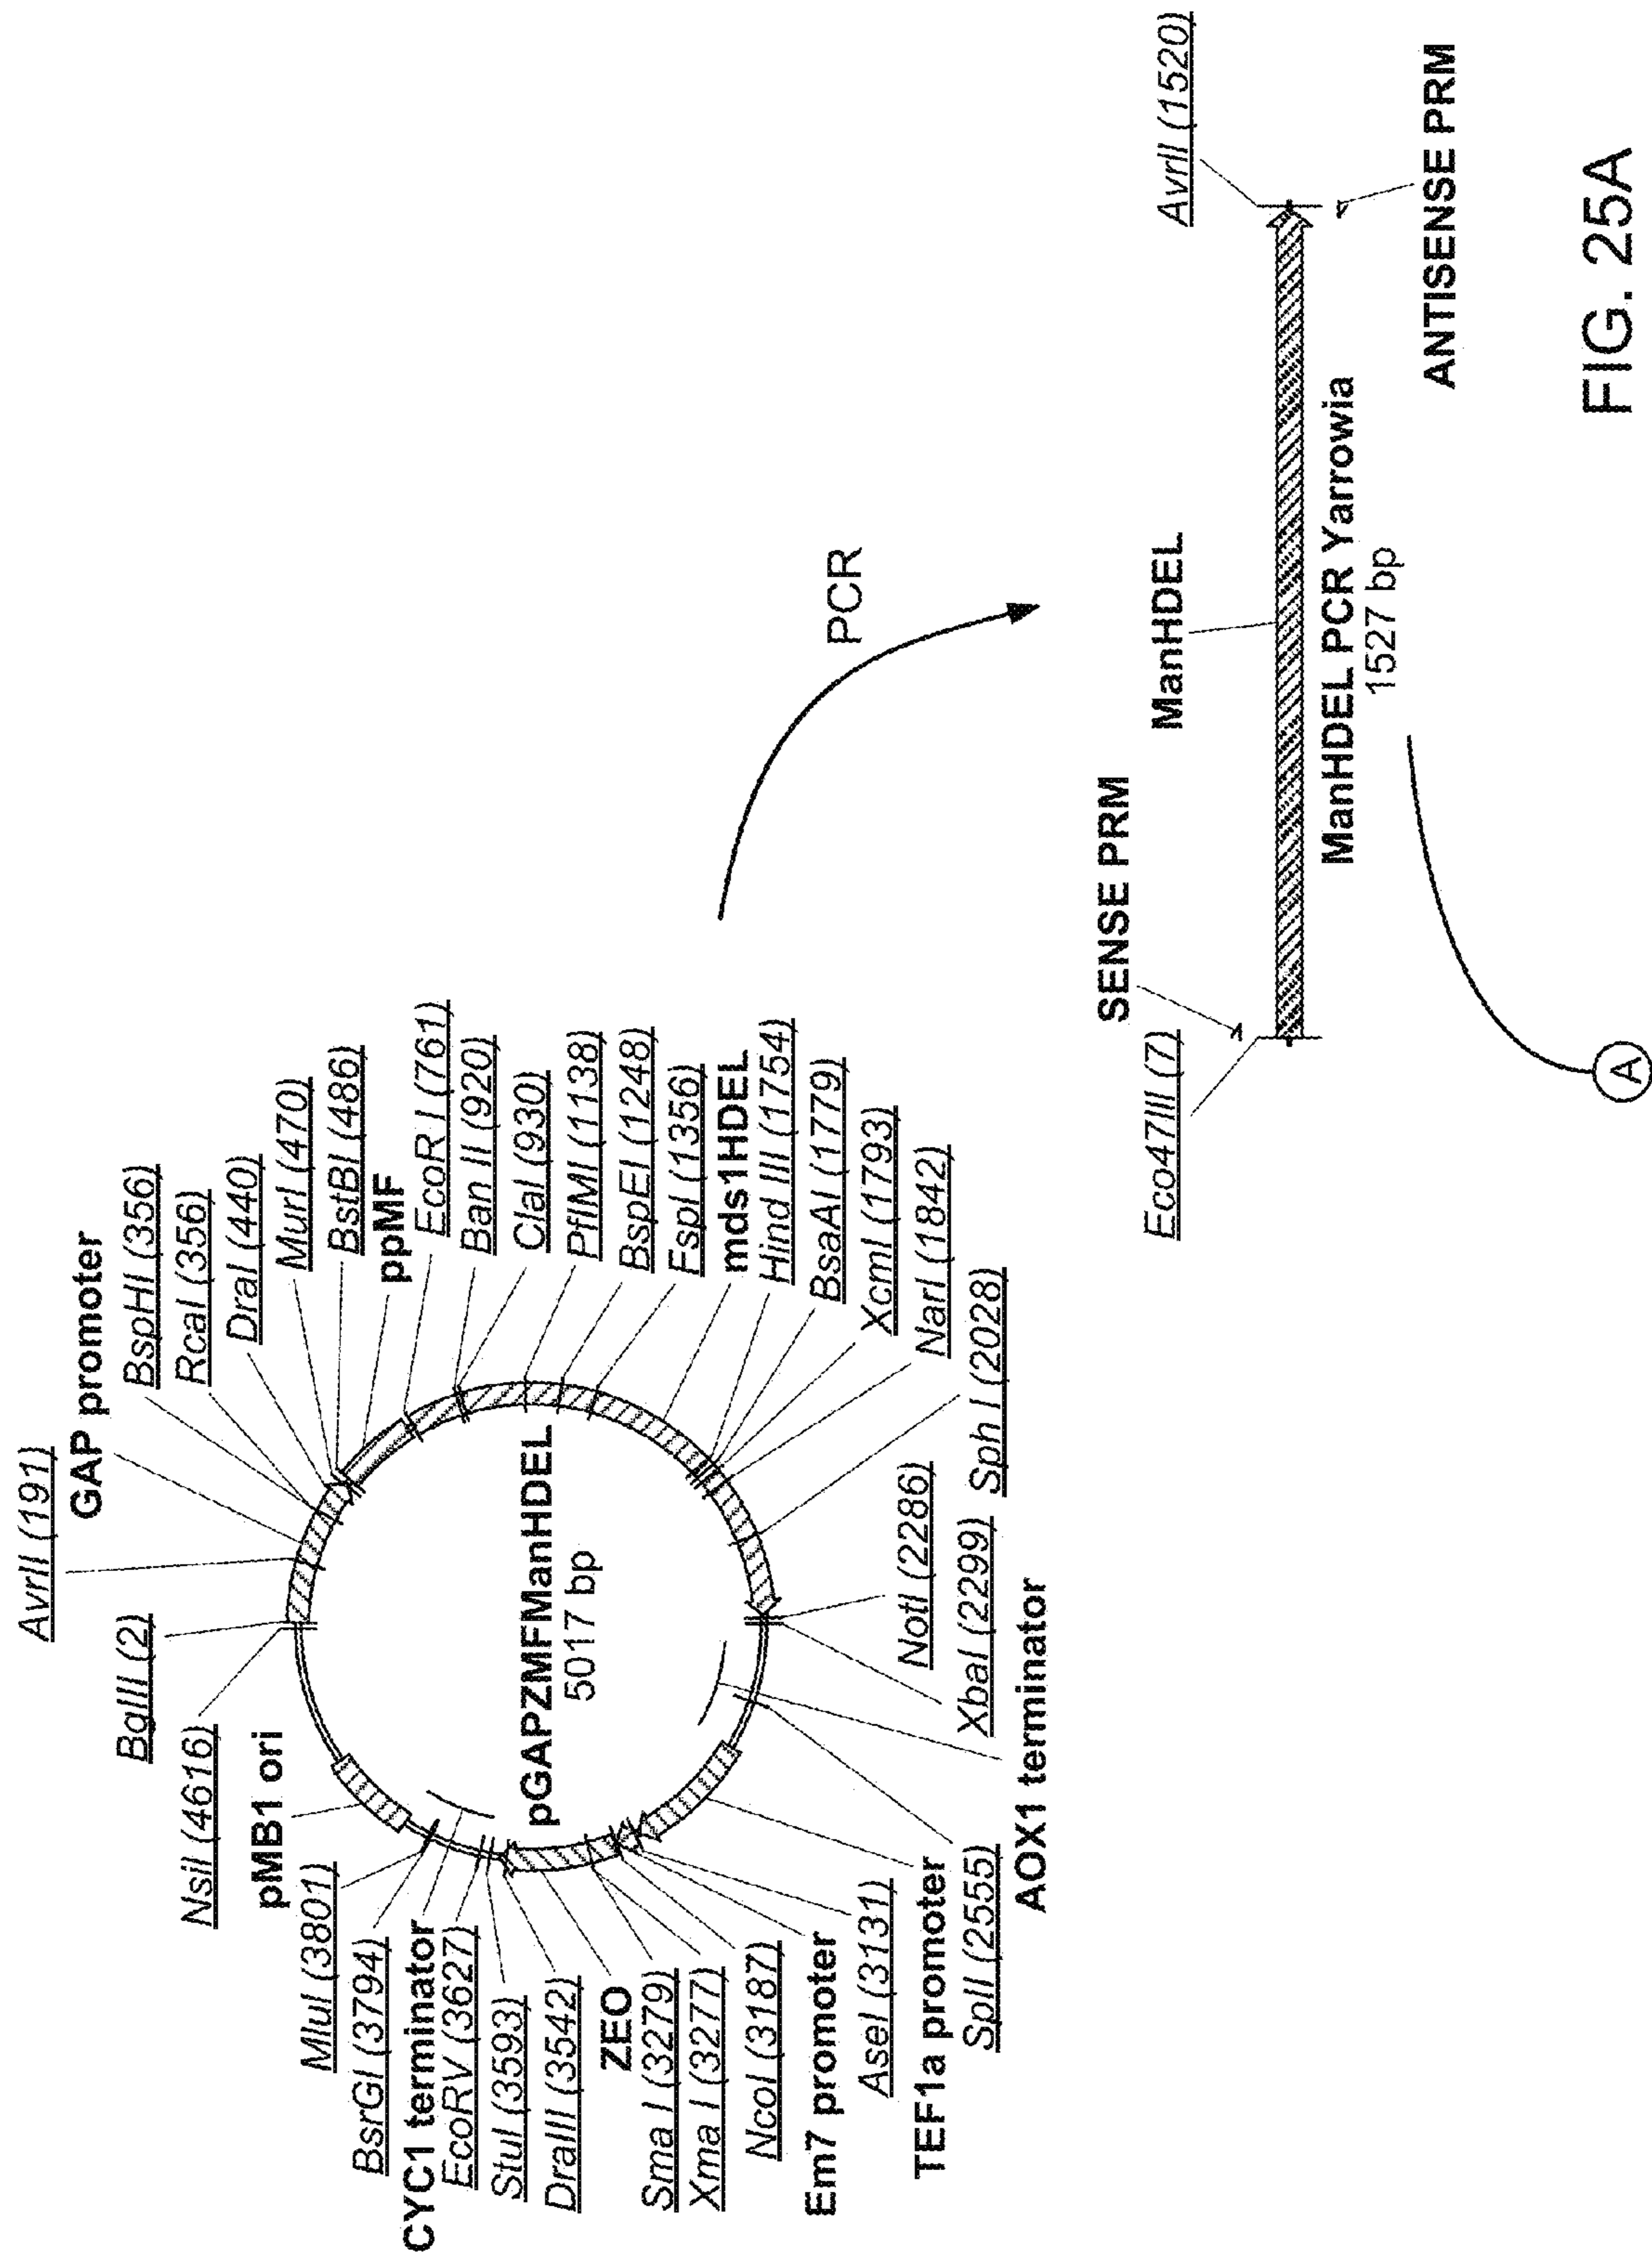 AvrII (191)
GAP promoter
BspHI (356)
RcaI (356)
DraI (440)
MurI (470)
BstBI (486)
ppMF
EcoR I (761)
Ban II (920)
ClaI (930)
PflMI (1138)
BspEI (1248)
FspI (1356)
mds1HDEL
Hind III (1754)
BsaAI (1779)
XcmI (1793)
NarI (1842)
Sph I (2028)
NotI (2286)
XbaI (2299)
AOX1 terminator
SplI (2555)
TEF1a promoter
AseI (3131)
Em7 promoter
NcoI (3187)
Xma I (3277)
Sma I (3279)
ZEO
DraIII (3542)
StuI (3593)
EcoRV (3627)
CYC1 terminator
BsrGI (3794)
MluI (3801)
pMB1 ori
NsiI (4616)
BglII (2)
pGAPZMFManHDEL
5017 bp
PCR
SENSE PRM
Eco47III (7)
ManHDEL
AvrII (1520)
ManHDEL PCR Yarrowia
1527 bp
ANTISENSE PRM
A
FIG. 25A